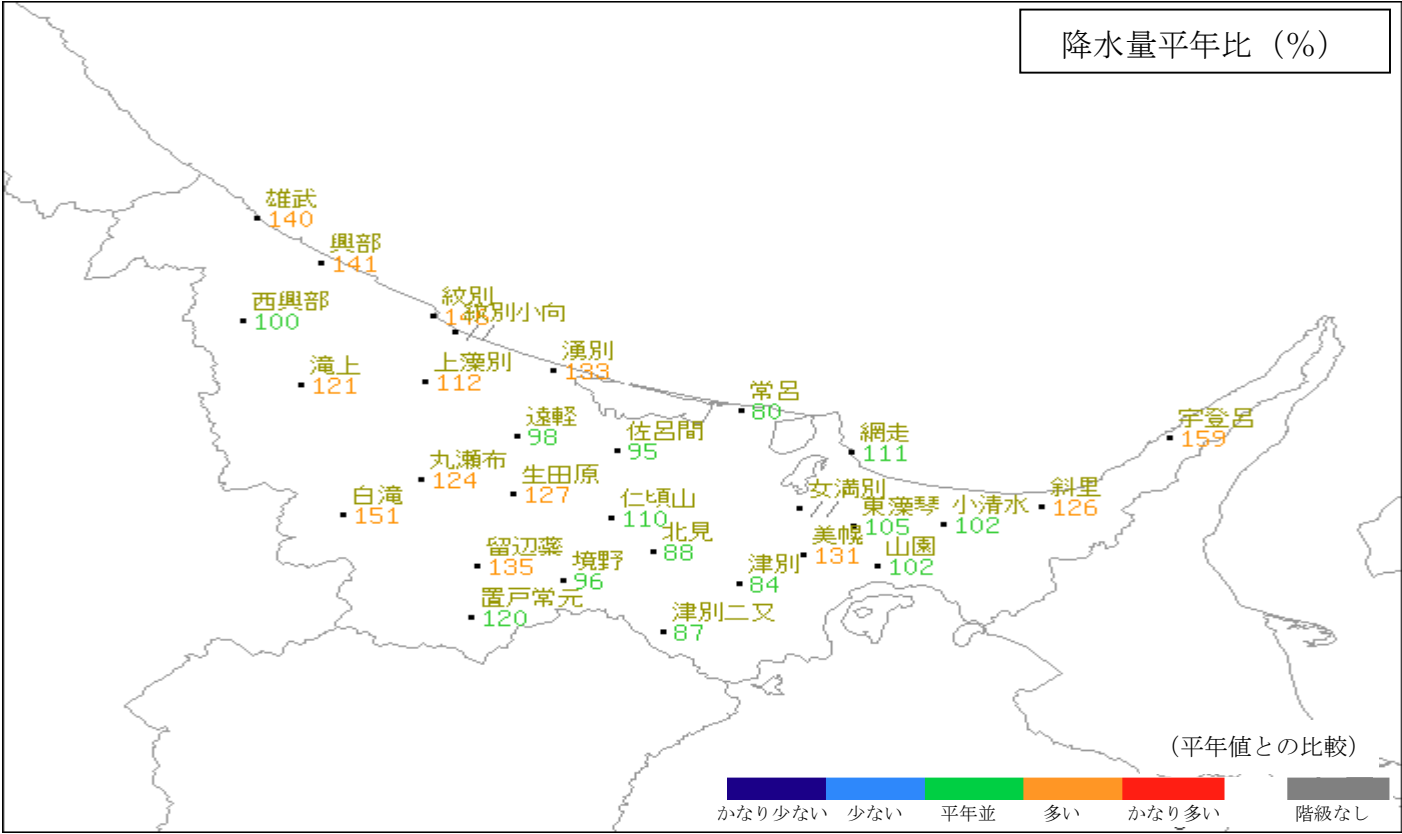 降水量平年比（%）
雄武
140
興部
141
西興部
100
紋別
紋別小向
滝上
121
上藻別
112
湧別
133
常呂
80
遠軽
98
佐呂間
95
網走
111
宇登呂
159
丸瀬布
124
生田原
127
白滝
151
仁頃山
110
女満別
//
東藻琴
105
小清水
102
斜里
126
北見
88
美幌
131
山園
102
留辺蘂
135
境野
96
津別
84
置戸常元
120
津別二又
87
（平年値との比較）
かなり少ない 少ない 平年並 多い かなり多い 階級なし